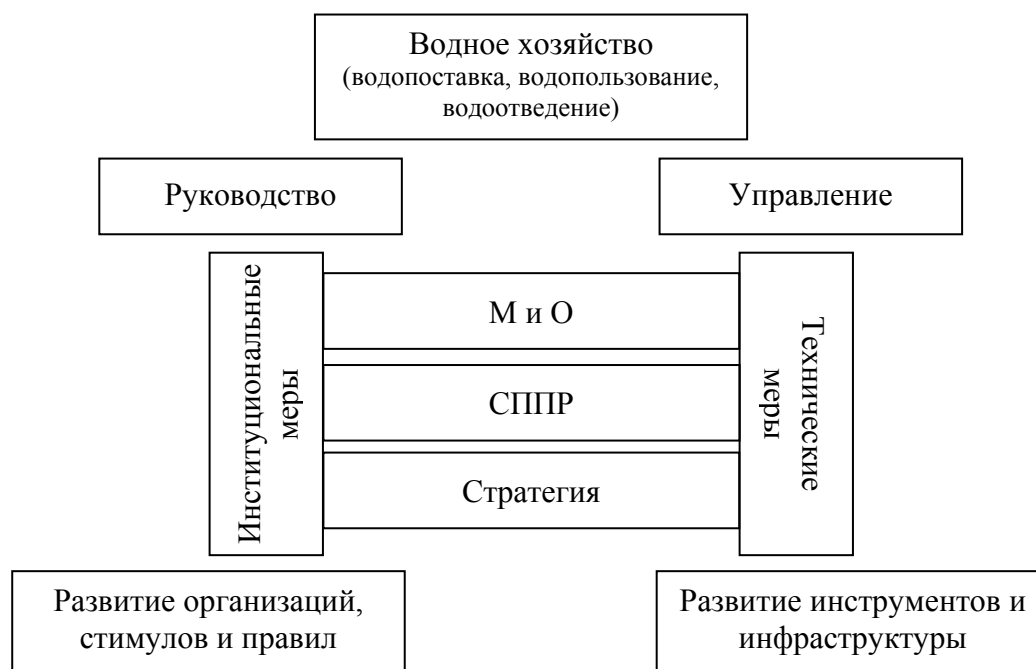 Водное хозяйство
(водопоставка, водопользование,
водоотведение)
Руководство
Управление
Институциональные
меры
М и О
СППР
Стратегия
Технические
меры
Развитие организаций,
стимулов и правил
Развитие инструментов и
инфраструктуры